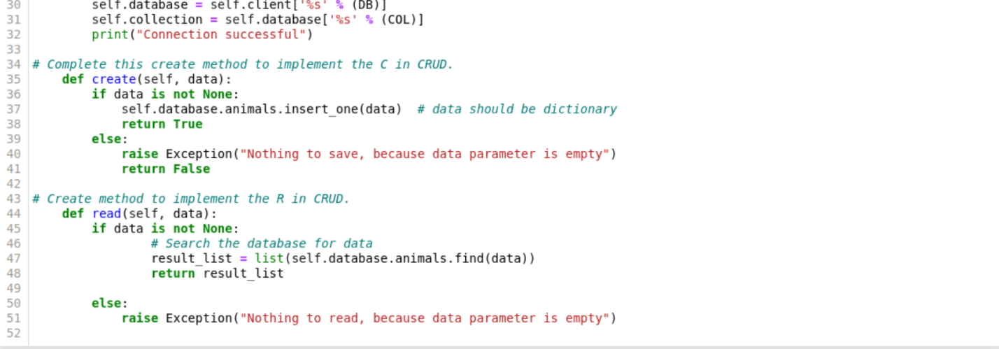 30 self.database = self.client['%s' % (DB)]
31 self.collection = self.database['%s' % (COL)]
32 print("Connection successful")
33
34 # Complete this create method to implement the C in CRUD.
35 def create(self, data):
36 if data is not None:
37 self.database.animals.insert_one(data) # data should be dictionary
38 return True
39 else:
40 raise Exception("Nothing to save, because data parameter is empty")
41 return False
42
43 # Create method to implement the R in CRUD.
44 def read(self, data):
45 if data is not None:
46 # Search the database for data
47 result_list = list(self.database.animals.find(data))
48 return result_list
49
50 else:
51 raise Exception("Nothing to read, because data parameter is empty")
52